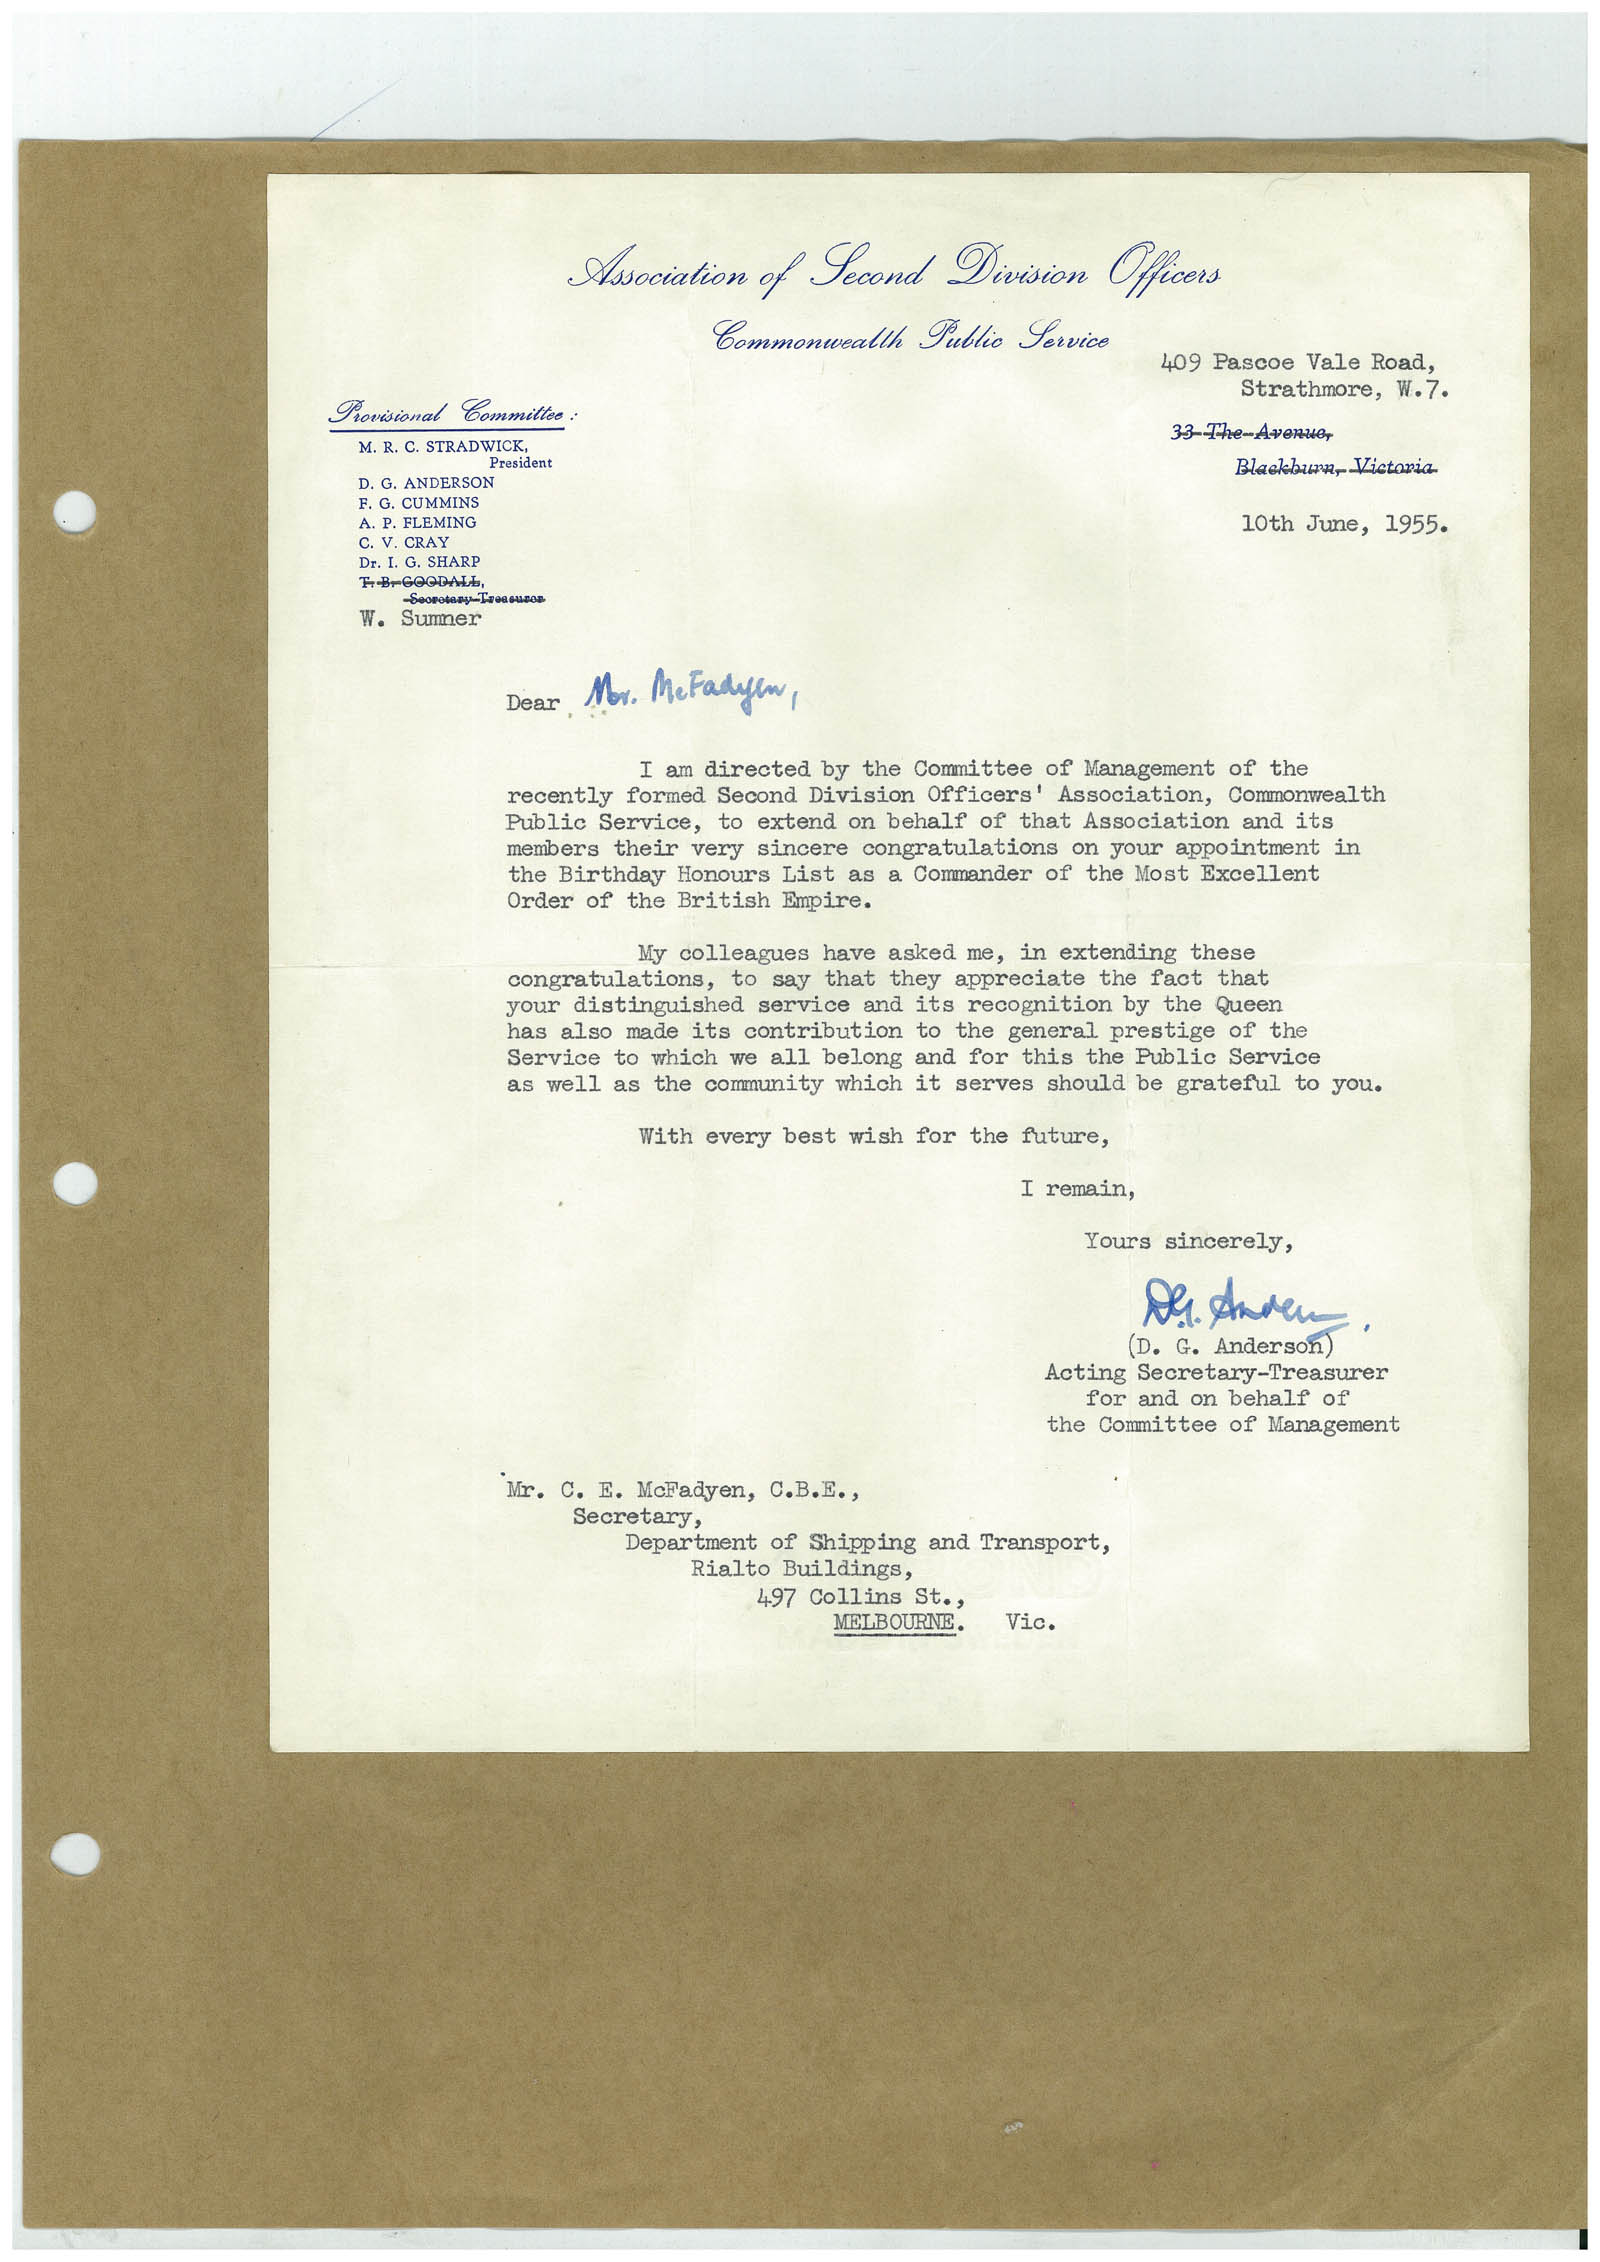 Association of Second Division Officers
Commonwealth Public Service
409 Pascoe Vale Road,
Strathmore, W.7.
33 The Avenue,
Blackburn, Victoria
10th June, 1955.
Provisional Committee:
M. R. C. STRADWICK,
President
D. G. ANDERSON
F. G. CUMMINS
A. P. FLEMING
C. V. CRAY
Dr. I. G. SHARP
T. B. GOODALL,
Secretary-Treasurer
W. Sumner
Dear Mr. McFadyen,
I am directed by the Committee of Management of the
recently formed Second Division Officers' Association, Commonwealth
Public Service, to extend on behalf of that Association and its
members their very sincere congratulations on your appointment in
the Birthday Honours List as a Commander of the Most Excellent
Order of the British Empire.
My colleagues have asked me, in extending these
congratulations, to say that they appreciate the fact that
your distinguished service and its recognition by the Queen
has also made its contribution to the general prestige of the
Service to which we all belong and for this the Public Service
as well as the community which it serves should be grateful to you.
With every best wish for the future,
I remain,
Yours sincerely,
D.G. Anderson
(D. G. Anderson)
Acting Secretary-Treasurer
for and on behalf of
the Committee of Management
Mr. C. E. McFadyen, C.B.E.,
Secretary,
Department of Shipping and Transport,
Rialto Buildings,
497 Collins St.,
MELBOURNE. Vic.